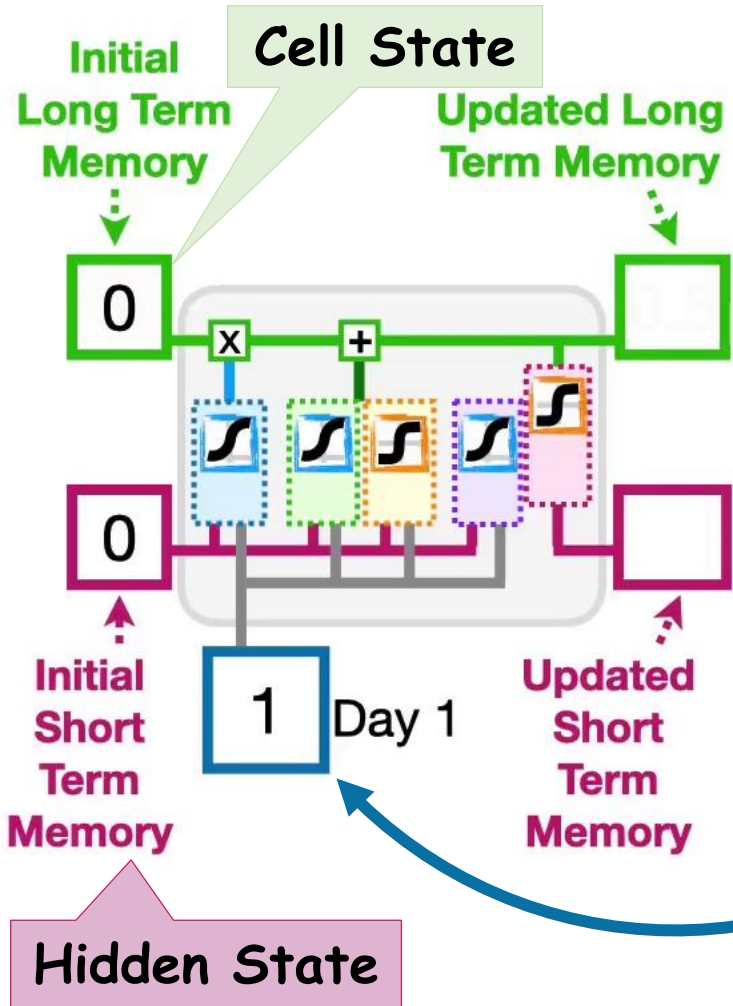 Cell State
Initial
Long Term
Memory
Updated Long
Term Memory
0
x
+
0
1
Day 1
Initial
Short
Term
Memory
Updated
Short
Term
Memory
Hidden State